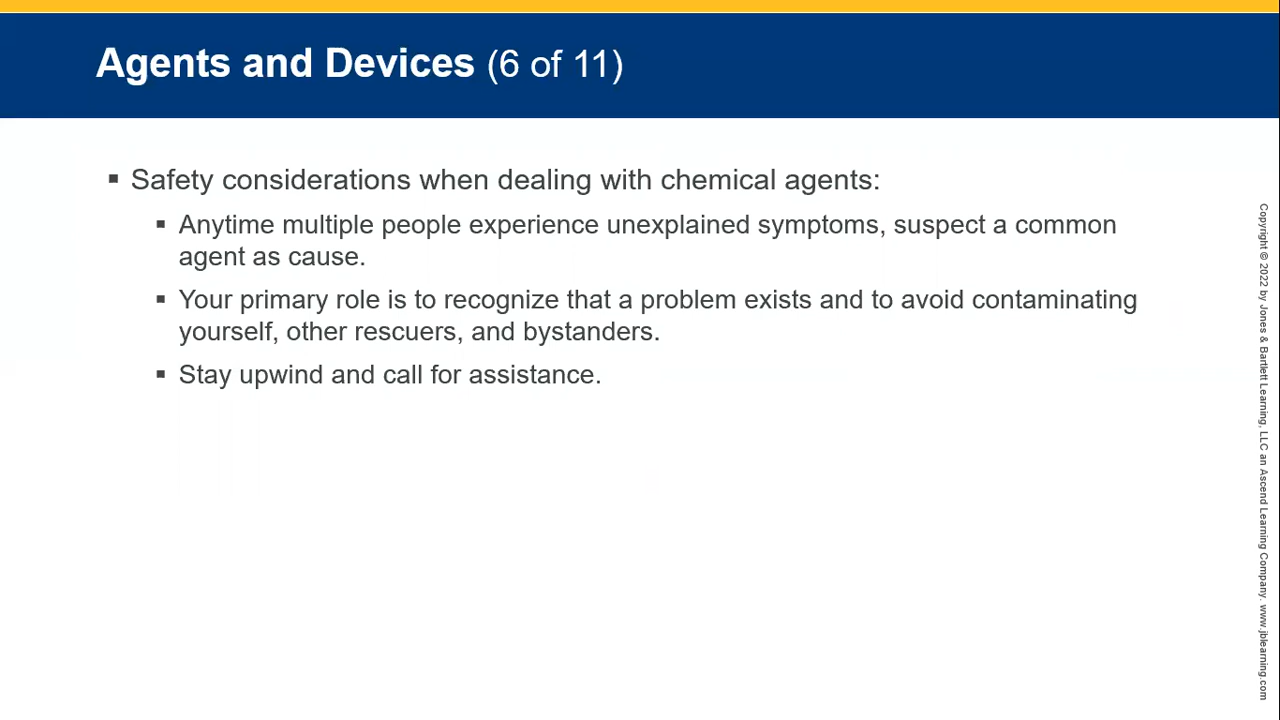 Agents and Devices (6 of 11)
▪ Safety considerations when dealing with chemical agents:
▪ Anytime multiple people experience unexplained symptoms, suspect a common
agent as cause.
▪ Your primary role is to recognize that a problem exists and to avoid contaminating
yourself, other rescuers, and bystanders.
▪ Stay upwind and call for assistance.
Copyright © 2022 by Jones & Bartlett Learning, LLC an Ascend Learning Company. www.jblearning.com